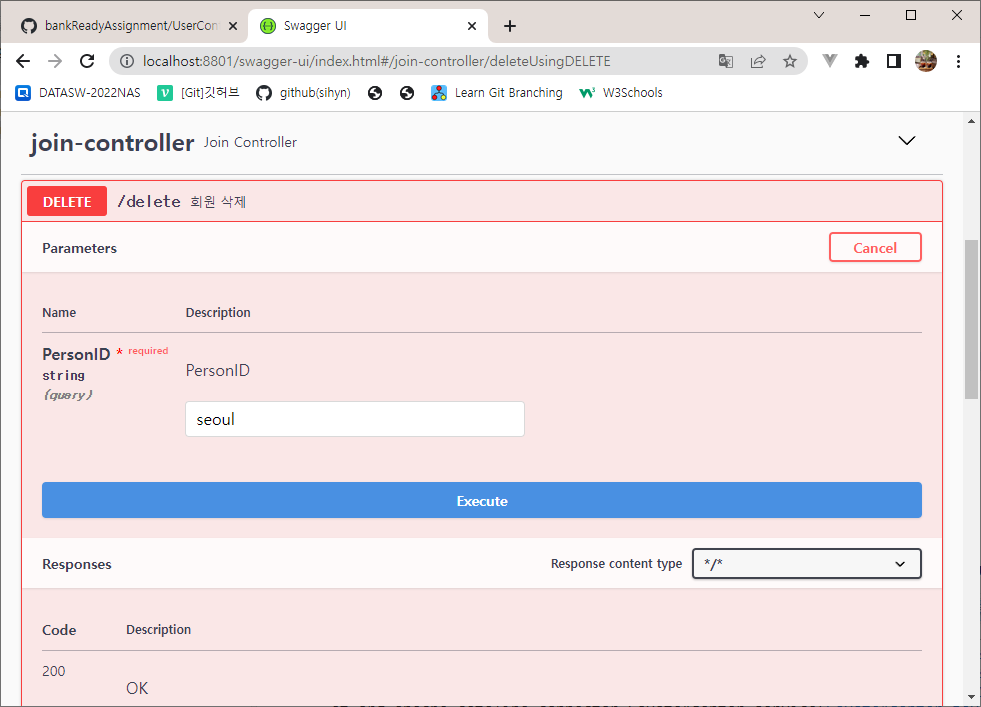 bankReadyAssignment/UserCon
Swagger UI
localhost:8801/swagger-ui/index.html#/join-controller/deleteUsingDELETE
DATASW-2022NAS
[Git]깃허브
github(sihyn)
Learn Git Branching
W3Schools
join-controller Join Controller
DELETE /delete 회원 삭제
Parameters
Cancel
Name Description
PersonID * required
string
(query)
PersonID
seoul
Execute
Responses
Response content type */*
Code Description
200
OK